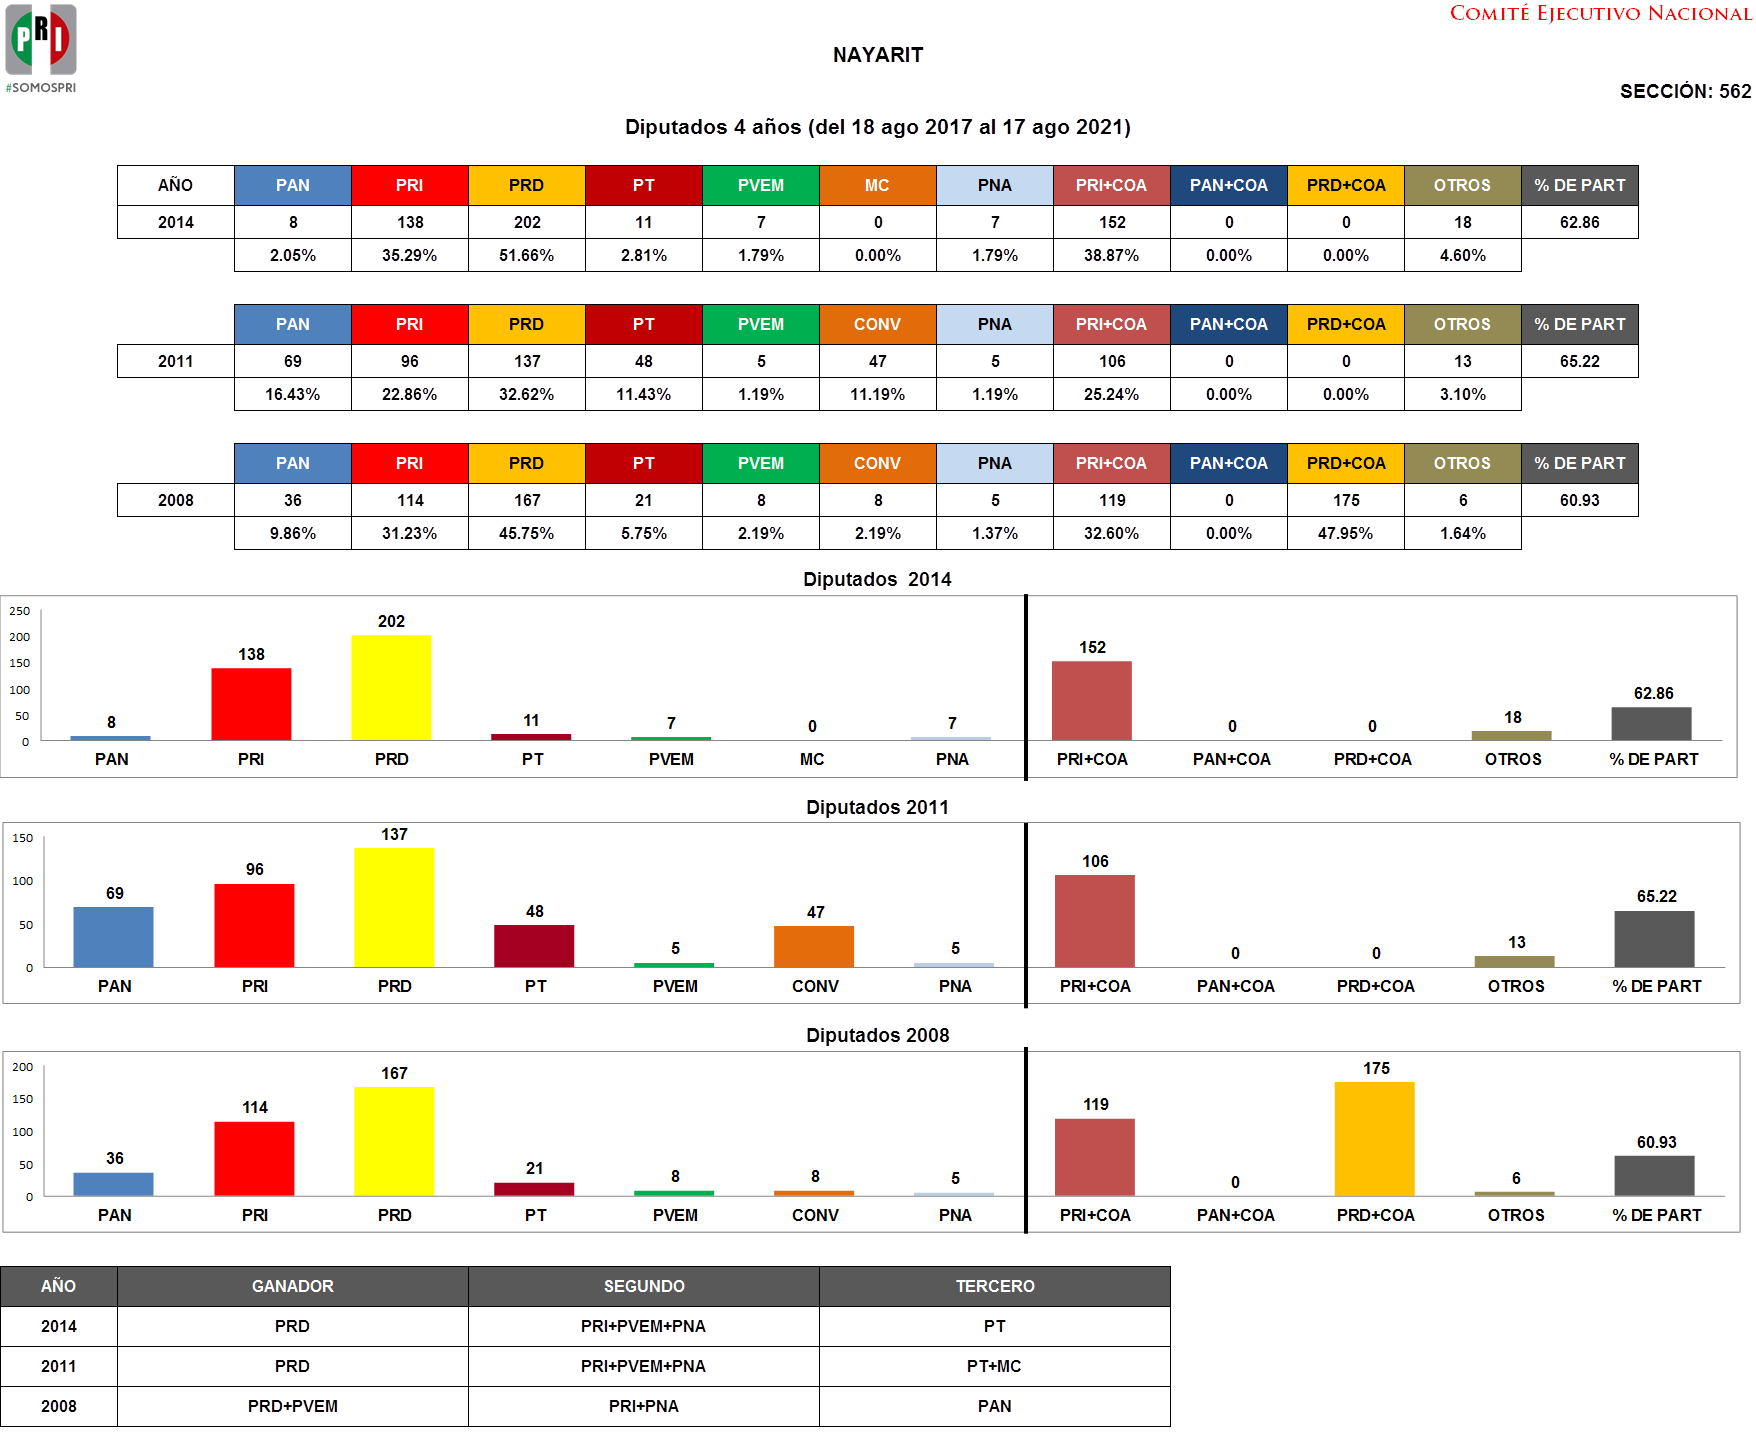 PRI
#SOMOSPRI
COMITÉ EJECUTIVO NACIONAL
NAYARIT
SECCIÓN: 562
Diputados 4 años (del 18 ago 2017 al 17 ago 2021)
AÑO PAN PRI PRD PT PVEM MC PNA PRI+COA PAN+COA PRD+COA OTROS % DE PART
2014 8 138 202 11 7 0 7 152 0 0 18 62.86
2.05% 35.29% 51.66% 2.81% 1.79% 0.00% 1.79% 38.87% 0.00% 0.00% 4.60%
PAN PRI PRD PT PVEM CONV PNA PRI+COA PAN+COA PRD+COA OTROS % DE PART
2011 69 96 137 48 5 47 5 106 0 0 13 65.22
16.43% 22.86% 32.62% 11.43% 1.19% 11.19% 1.19% 25.24% 0.00% 0.00% 3.10%
PAN PRI PRD PT PVEM CONV PNA PRI+COA PAN+COA PRD+COA OTROS % DE PART
2008 36 114 167 21 8 8 5 119 0 175 6 60.93
9.86% 31.23% 45.75% 5.75% 2.19% 2.19% 1.37% 32.60% 0.00% 47.95% 1.64%
Diputados 2014
250
200
150
100
50
0
8 138 202 11 7 0 7 152 0 0 18 62.86
PAN PRI PRD PT PVEM MC PNA PRI+COA PAN+COA PRD+COA OTROS % DE PART
Diputados 2011
150
100
50
0
69 96 137 48 5 47 5 106 0 0 13 65.22
PAN PRI PRD PT PVEM CONV PNA PRI+COA PAN+COA PRD+COA OTROS % DE PART
Diputados 2008
200
150
100
50
0
36 114 167 21 8 8 5 119 0 175 6 60.93
PAN PRI PRD PT PVEM CONV PNA PRI+COA PAN+COA PRD+COA OTROS % DE PART
AÑO GANADOR SEGUNDO TERCERO
2014 PRD PRI+PVEM+PNA PT
2011 PRD PRI+PVEM+PNA PT+MC
2008 PRD+PVEM PRI+PNA PAN